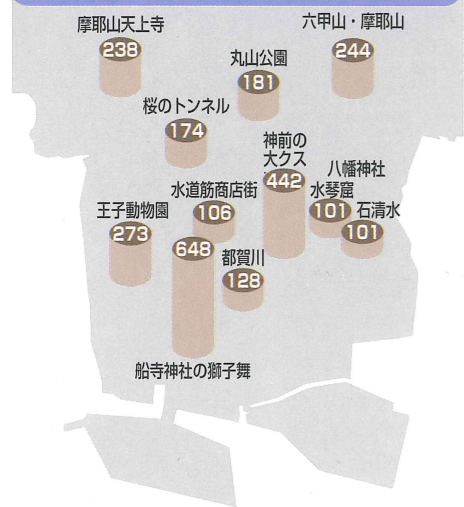 摩耶山天上寺
238
六甲山・摩耶山
244
丸山公園
181
桜のトンネル
174
神前の
大クス
442
八幡神社
水琴窟
101
石清水
101
水道筋商店街
106
王子動物園
273
648
都賀川
128
船寺神社の獅子舞